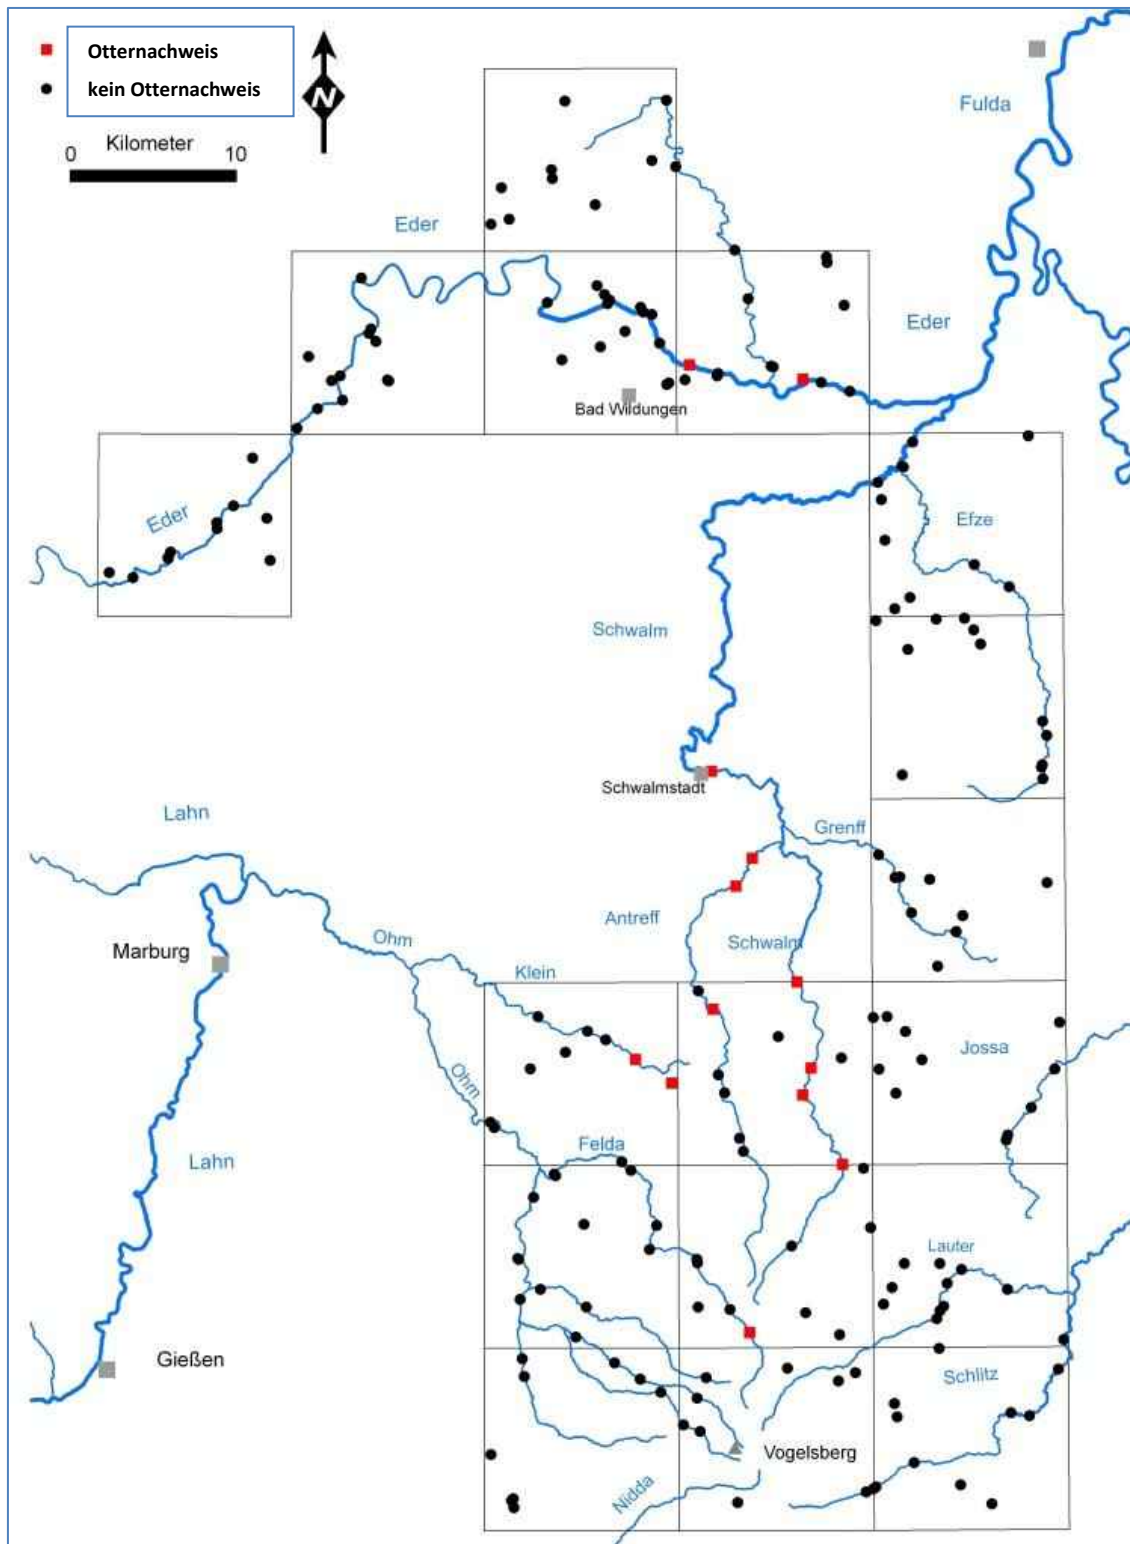 Otternachweis
kein Otternachweis
N
Kilometer
0 10
Fulda
Eder
Eder
Bad Wildungen
Eder
Efze
Schwalm
Schwalmstadt
Lahn
Grenff
Antreff
Schwalm
Ohm
Marburg
Klein
Jossa
Ohm
Felda
Lahn
Lauter
Gießen
Schlitz
Vogelsberg
Nidda